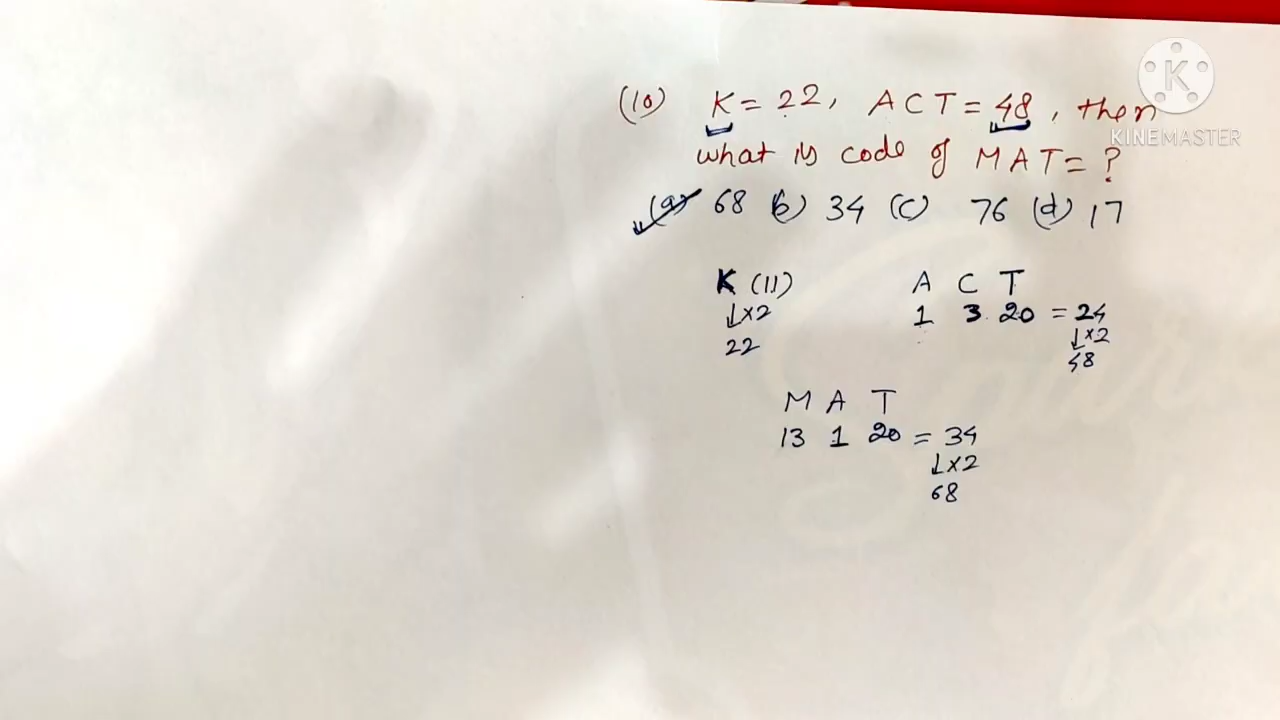 (10) K = 22, ACT = 48, then
what is code of MAT = ?
(a) 68 (b) 34 (c) 76 (d) 17
K (11)
↓×2
22
A C T
1 3 20 = 24
↓×2
48
M A T
13 1 20 = 34
↓×2
68
K
KINEMASTER